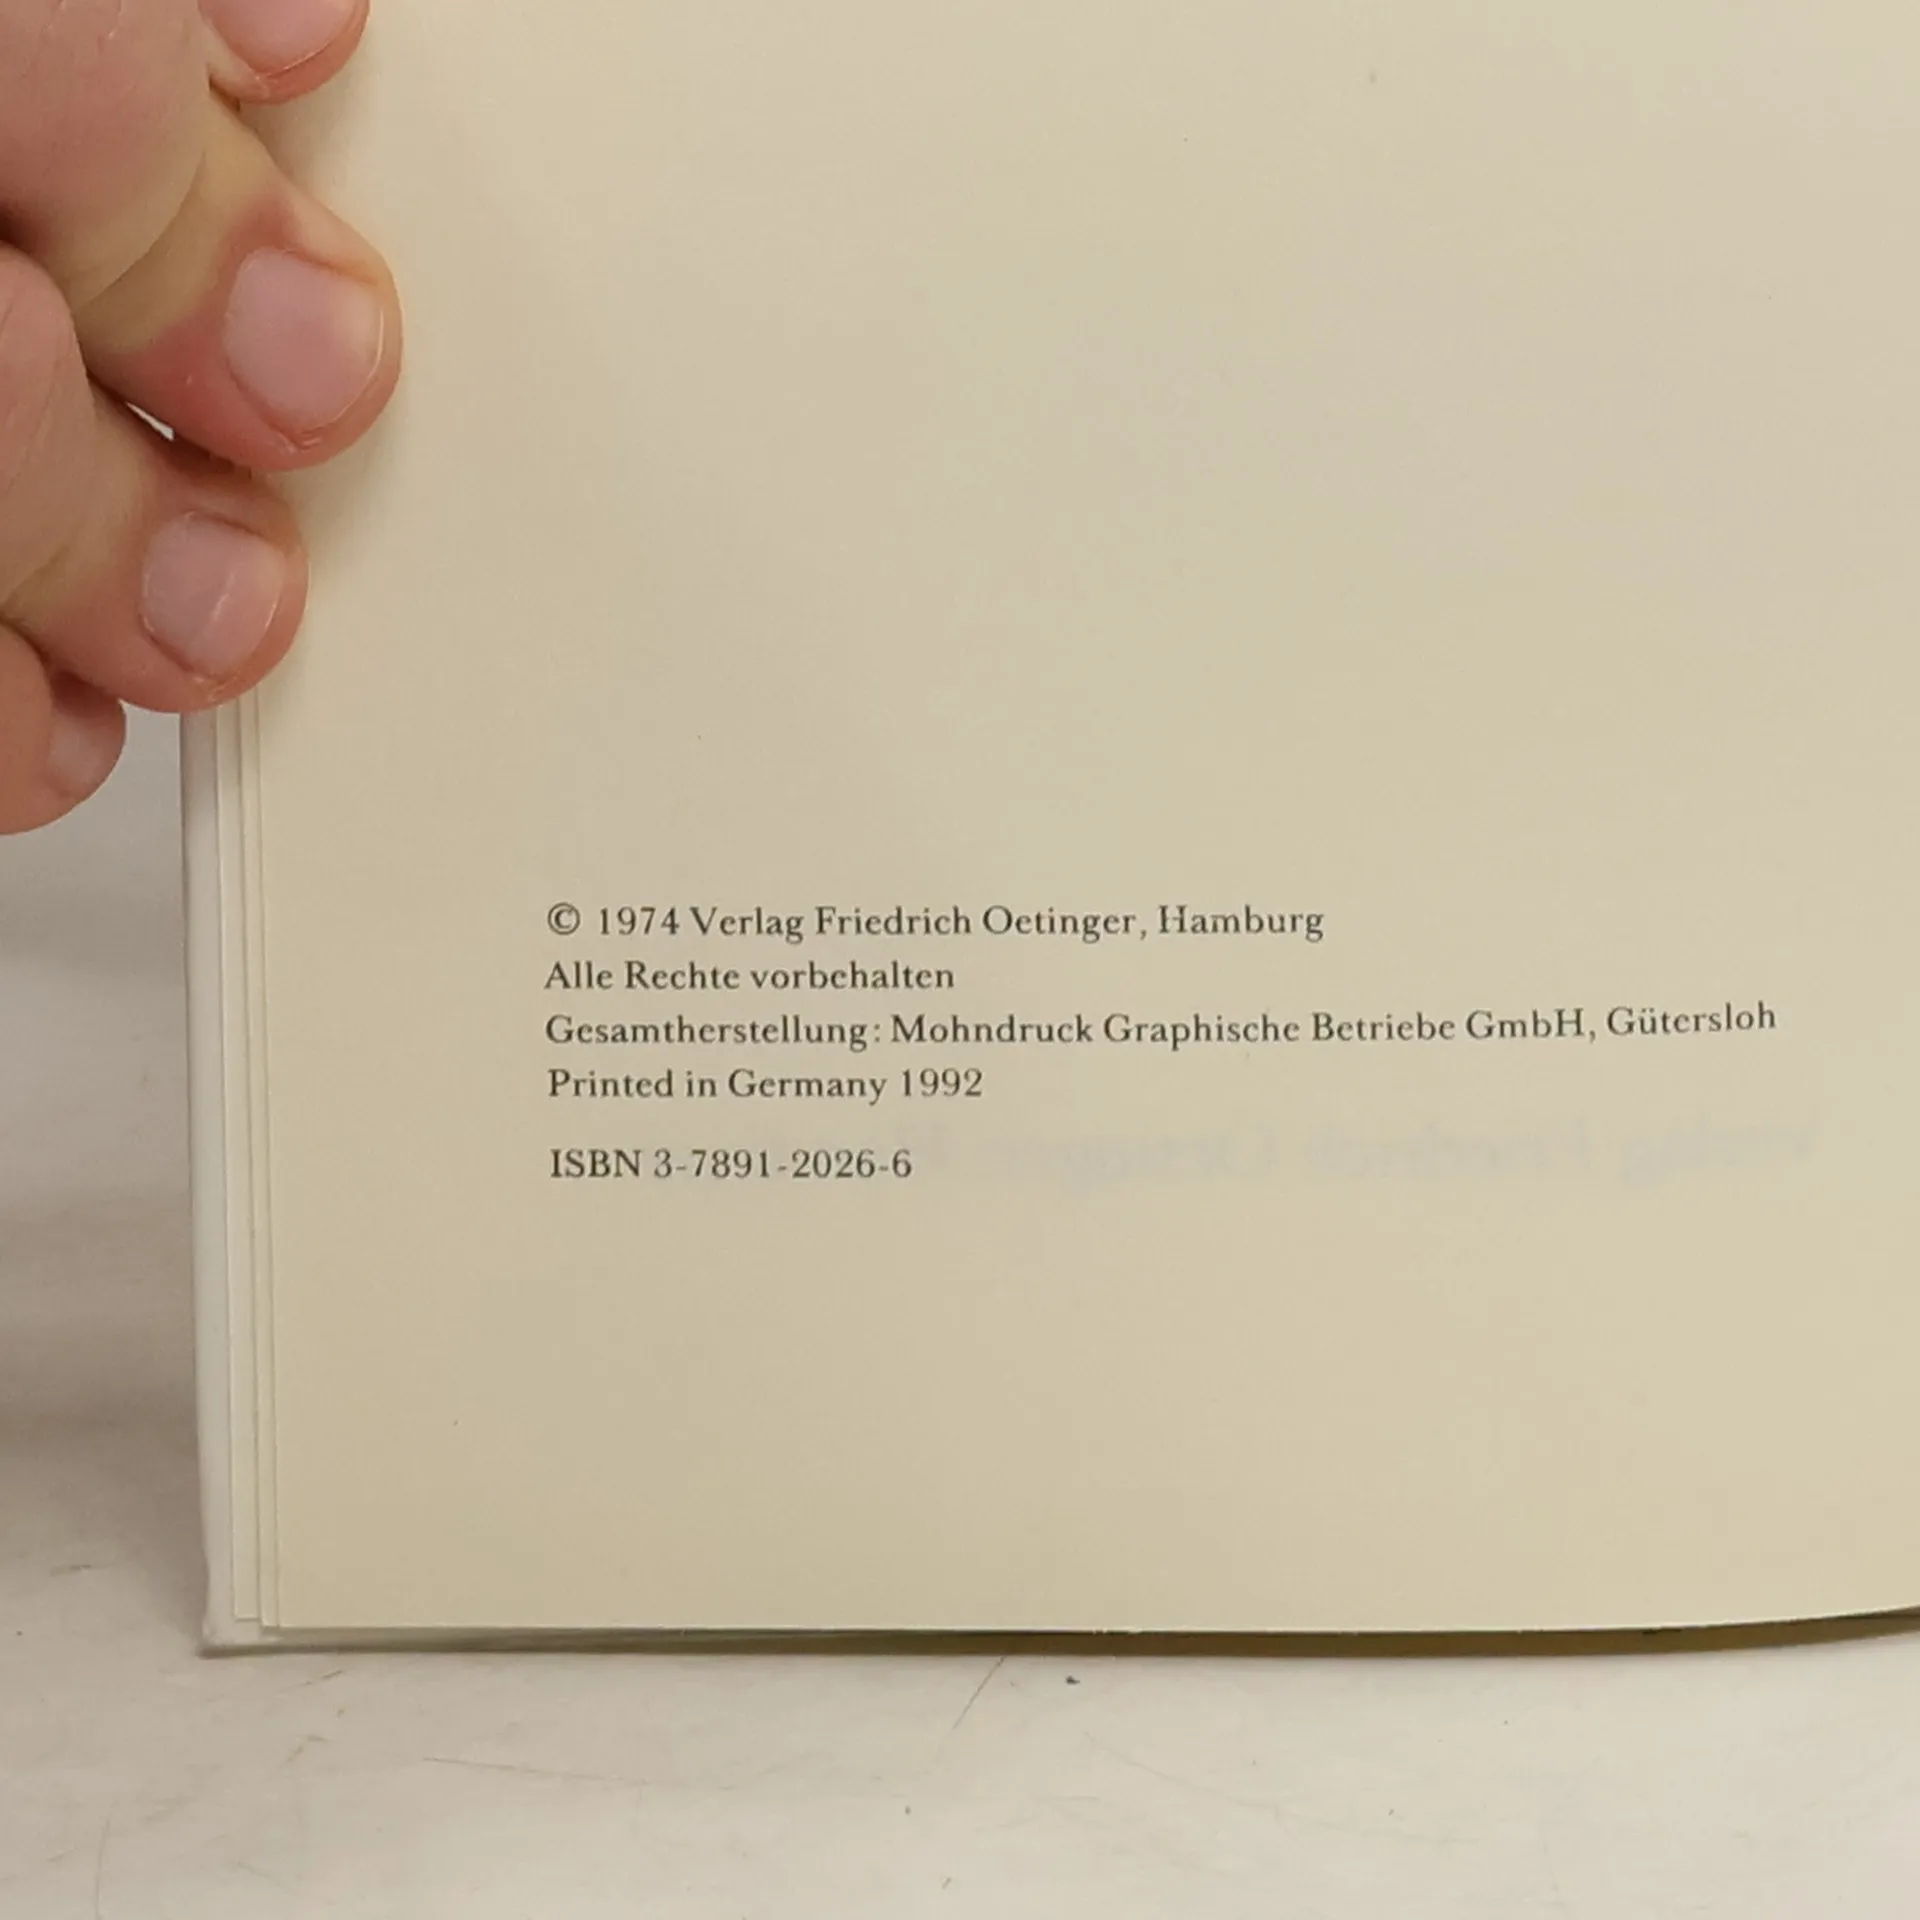 © 1974 Verlag Friedrich Oetinger, Hamburg
Alle Rechte vorbehalten
Gesamtherstellung: Mohndruck Graphische Betriebe GmbH, Gütersloh
Printed in Germany 1992
ISBN 3-7891-2026-6